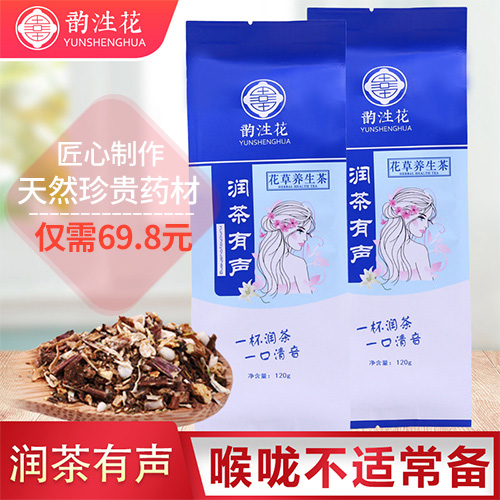 韵泩花
YUNSHENGHUA
匠心制作
天然珍贵药材
仅需69.8元
韵泩花
YUNSHENGHUA
花草养生茶
HERBAL HEALTH TEA
润茶有声
一杯润茶
一口清音
净含量：120g
韵泩花
YUNSHENGHUA
花草养生茶
HERBAL HEALTH TEA
润茶有声
一杯润茶
一口清音
净含量：120g
润茶有声
喉咙不适常备